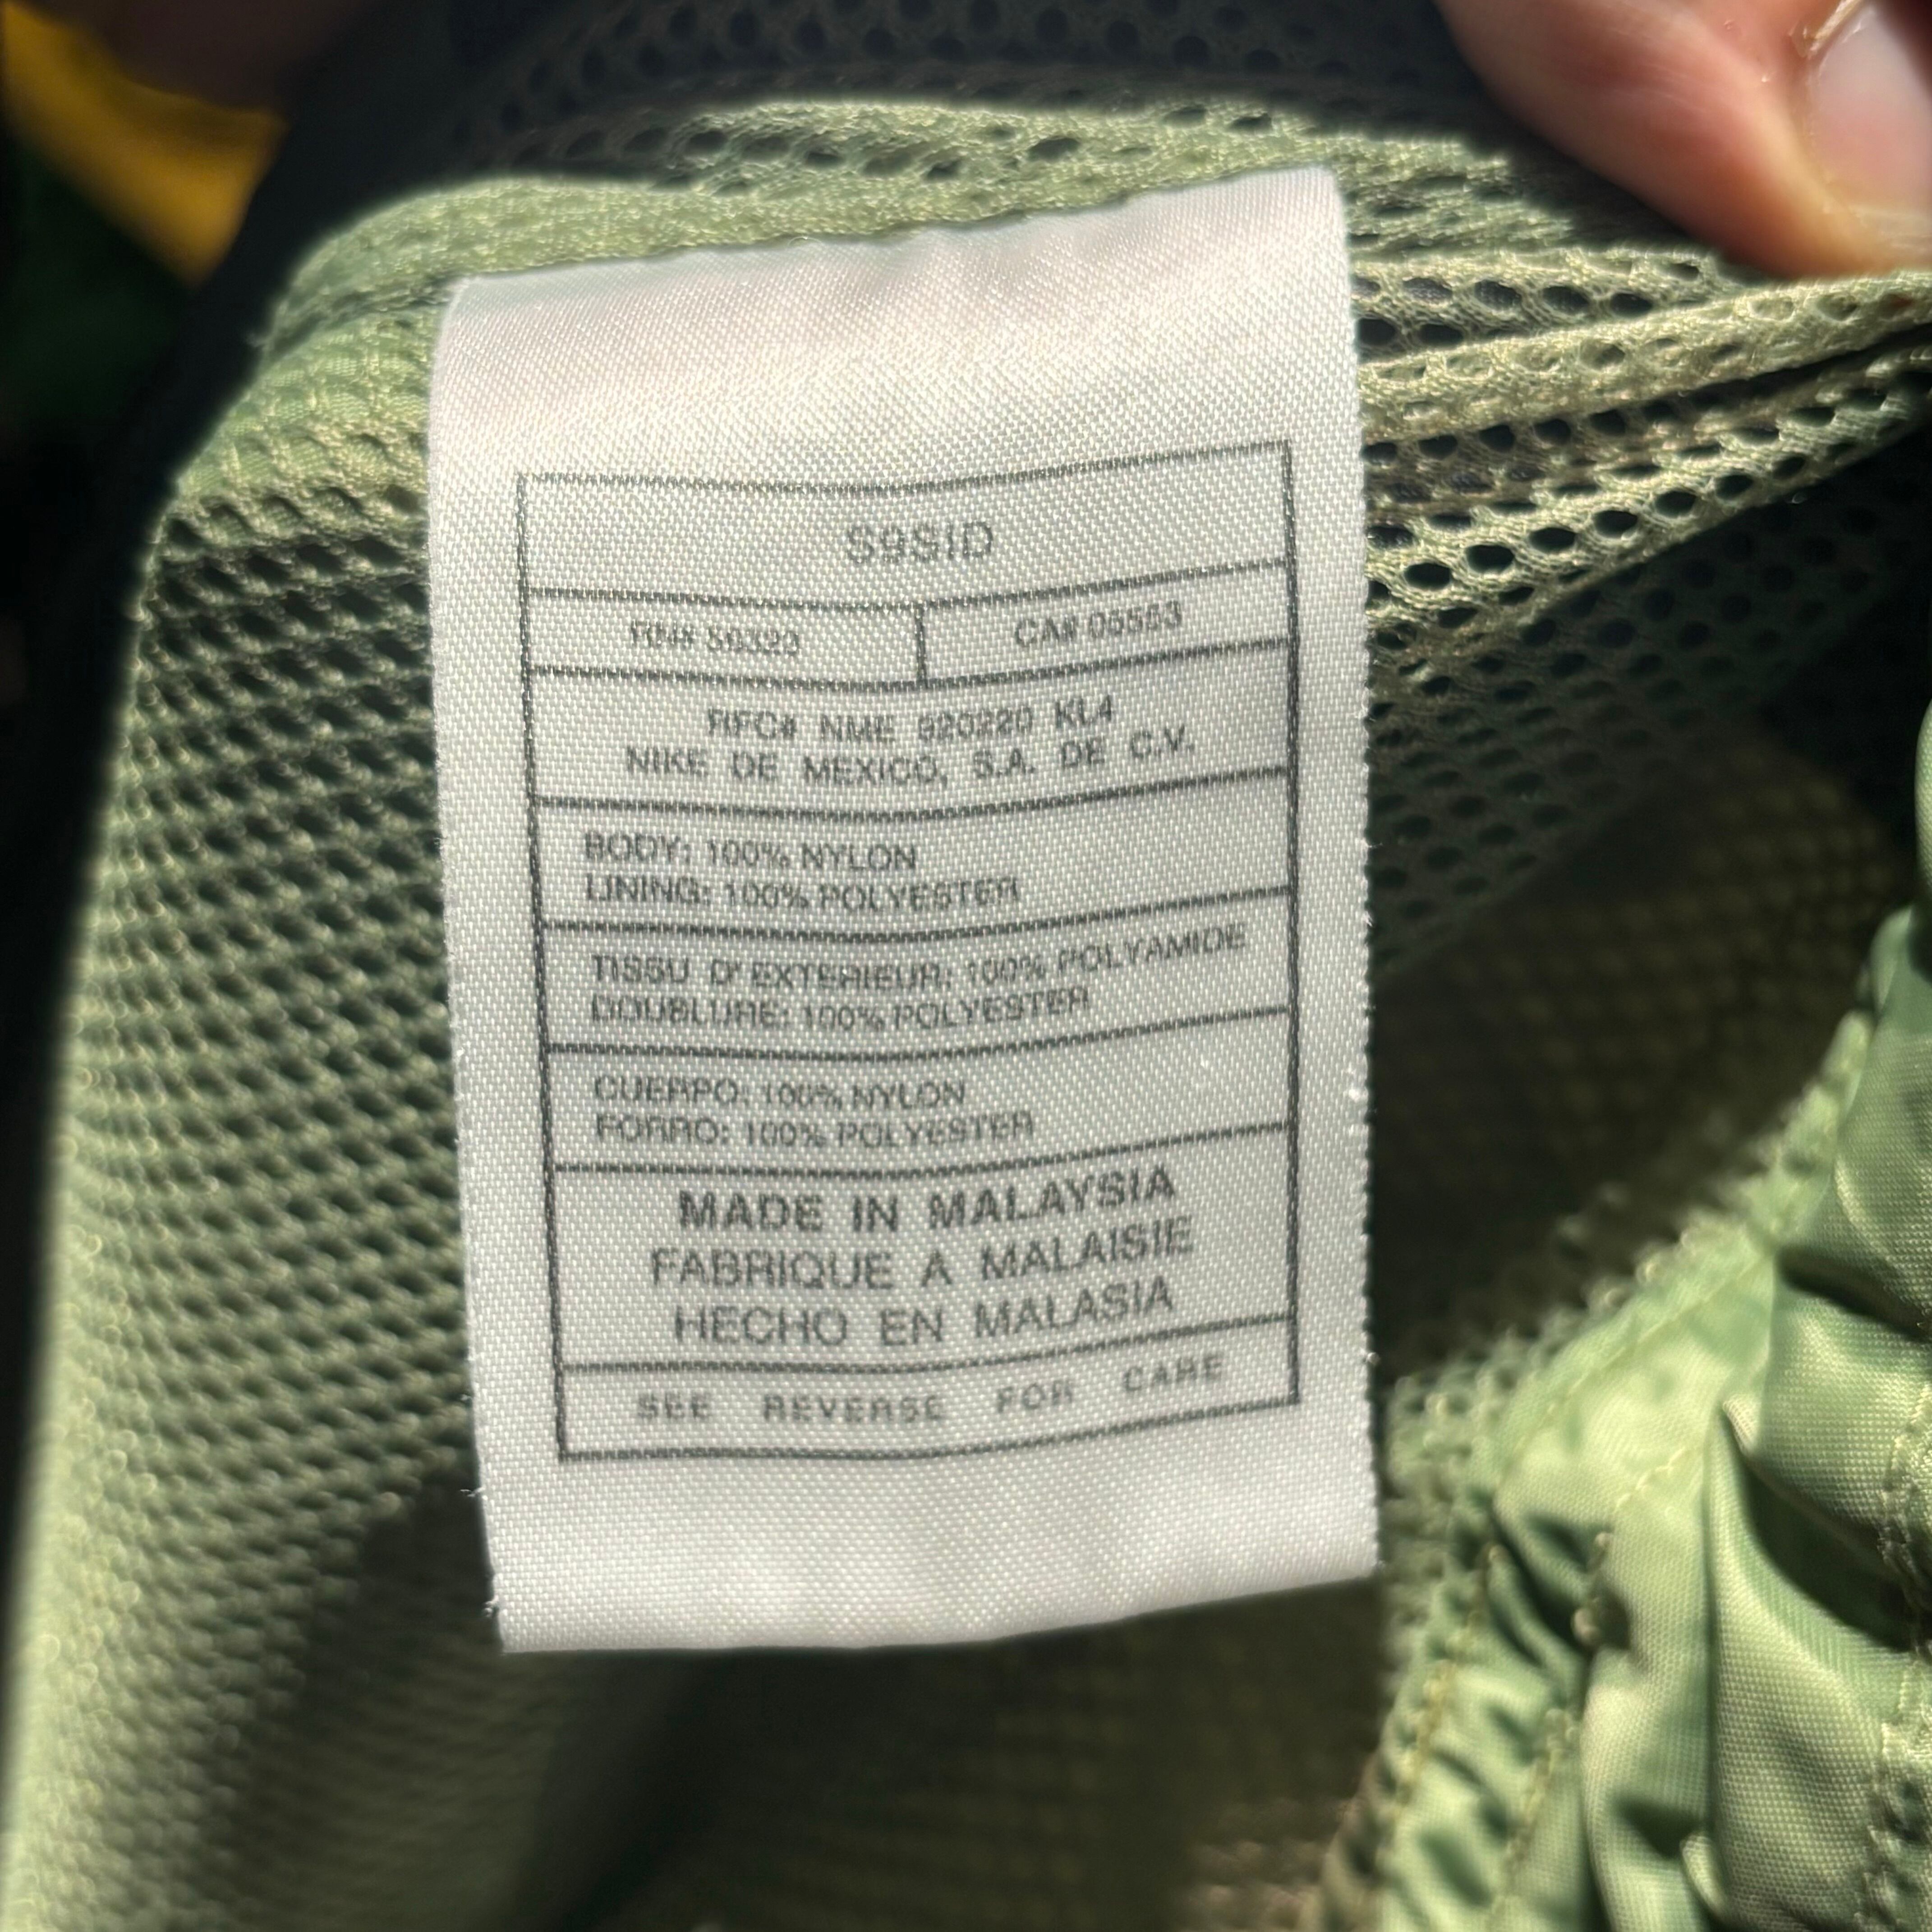 S9SID
RN# 56323 CA# 05553
RFC# NME 920220 KL4
NIKE DE MEXICO, S.A. DE C.V.
BODY: 100% NYLON
LINING: 100% POLYESTER
TISSU D' EXTERIEUR: 100% POLYAMIDE
DOUBLURE: 100% POLYESTER
CUERPO: 100% NYLON
FORRO: 100% POLYESTER
MADE IN MALAYSIA
FABRIQUE A MALAISIE
HECHO EN MALASIA
SEE REVERSE FOR CARE